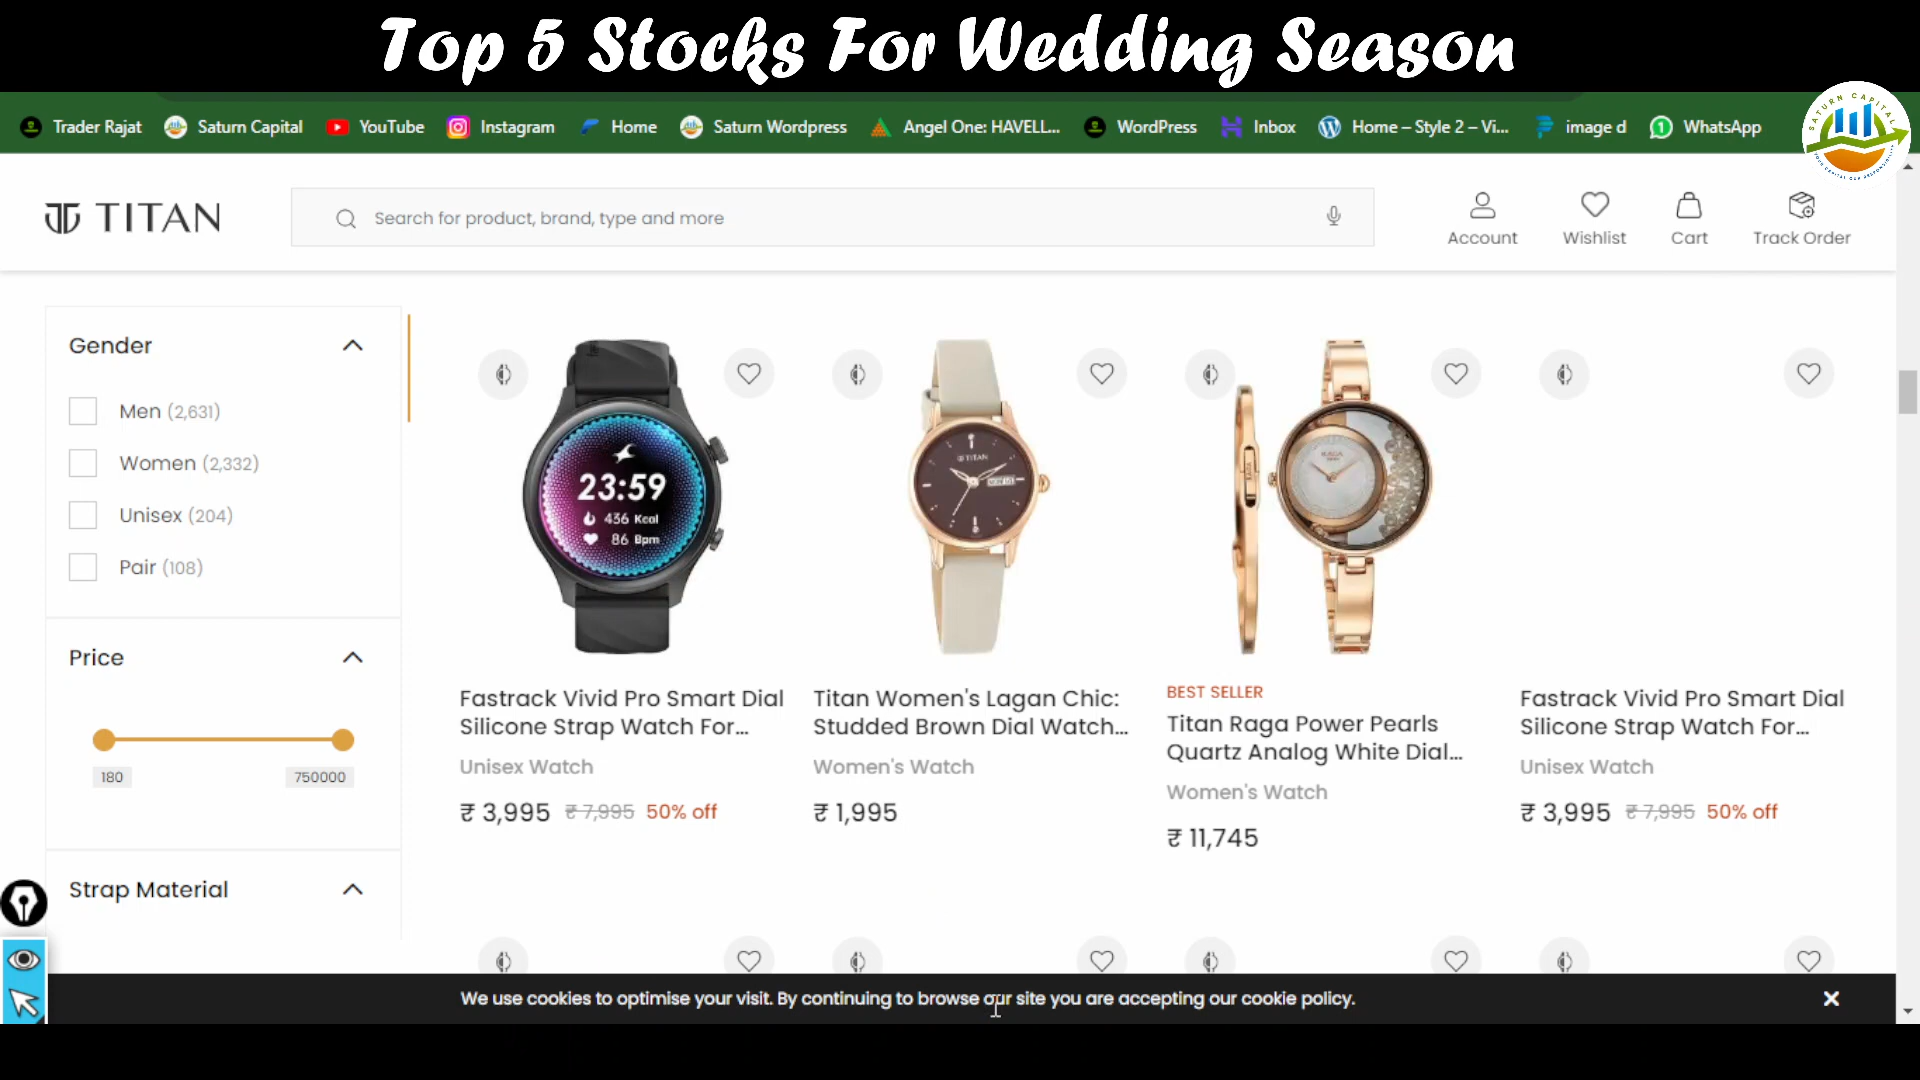 Top 5 Stocks For Wedding Season
Trader Rajat
Saturn Capital
YouTube
Instagram
Home
Saturn Wordpress
Angel One: HAVELL...
WordPress
Inbox
Home – Style 2 – Vi...
image d
WhatsApp
SATURN CAPITAL
TITAN
Search for product, brand, type and more
Account
Wishlist
Cart
Track Order
Gender
Men (2,631)
Women (2,332)
Unisex (204)
Pair (108)
Price
180
750000
Strap Material
23:59
436 Kcal
86 Bpm
TITAN
RAGA
Fastrack Vivid Pro Smart Dial
Silicone Strap Watch For...
Unisex Watch
₹ 3,995 ₹ 7,995 50% off
Titan Women's Lagan Chic:
Studded Brown Dial Watch...
Women's Watch
₹ 1,995
BEST SELLER
Titan Raga Power Pearls
Quartz Analog White Dial...
Women's Watch
₹ 11,745
Fastrack Vivid Pro Smart Dial
Silicone Strap Watch For...
Unisex Watch
₹ 3,995 ₹ 7,995 50% off
We use cookies to optimise your visit. By continuing to browse our site you are accepting our cookie policy.